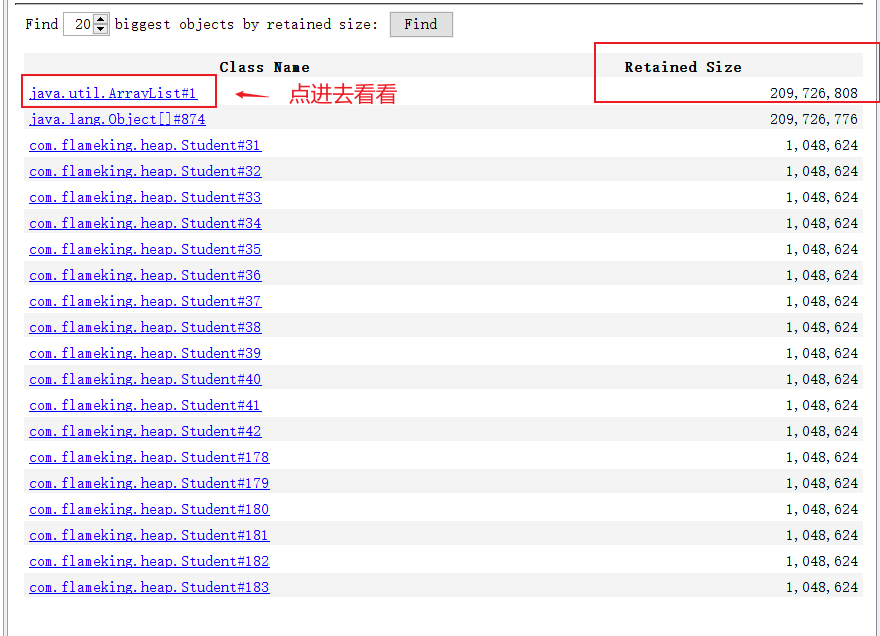 Find 20 biggest objects by retained size: Find
Class Name Retained Size
java.util.ArrayList#1 点进去看看 209,726,808
java.lang.Object[]#874 209,726,776
com.flameking.heap.Student#31 1,048,624
com.flameking.heap.Student#32 1,048,624
com.flameking.heap.Student#33 1,048,624
com.flameking.heap.Student#34 1,048,624
com.flameking.heap.Student#35 1,048,624
com.flameking.heap.Student#36 1,048,624
com.flameking.heap.Student#37 1,048,624
com.flameking.heap.Student#38 1,048,624
com.flameking.heap.Student#39 1,048,624
com.flameking.heap.Student#40 1,048,624
com.flameking.heap.Student#41 1,048,624
com.flameking.heap.Student#42 1,048,624
com.flameking.heap.Student#178 1,048,624
com.flameking.heap.Student#179 1,048,624
com.flameking.heap.Student#180 1,048,624
com.flameking.heap.Student#181 1,048,624
com.flameking.heap.Student#182 1,048,624
com.flameking.heap.Student#183 1,048,624